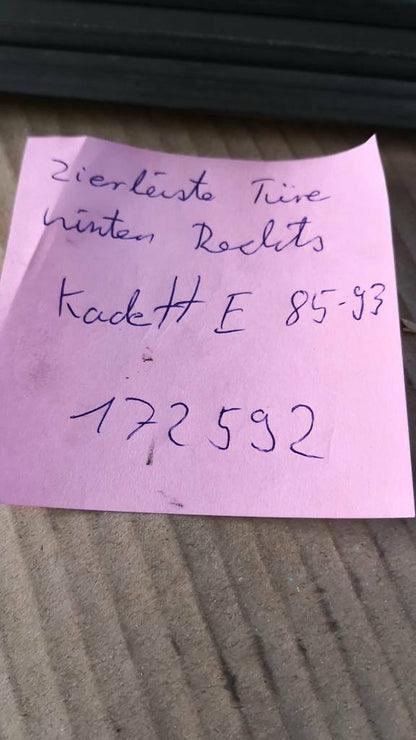 Zierleiste Türe
hinten Rechts
Kadett E 85-93
172592